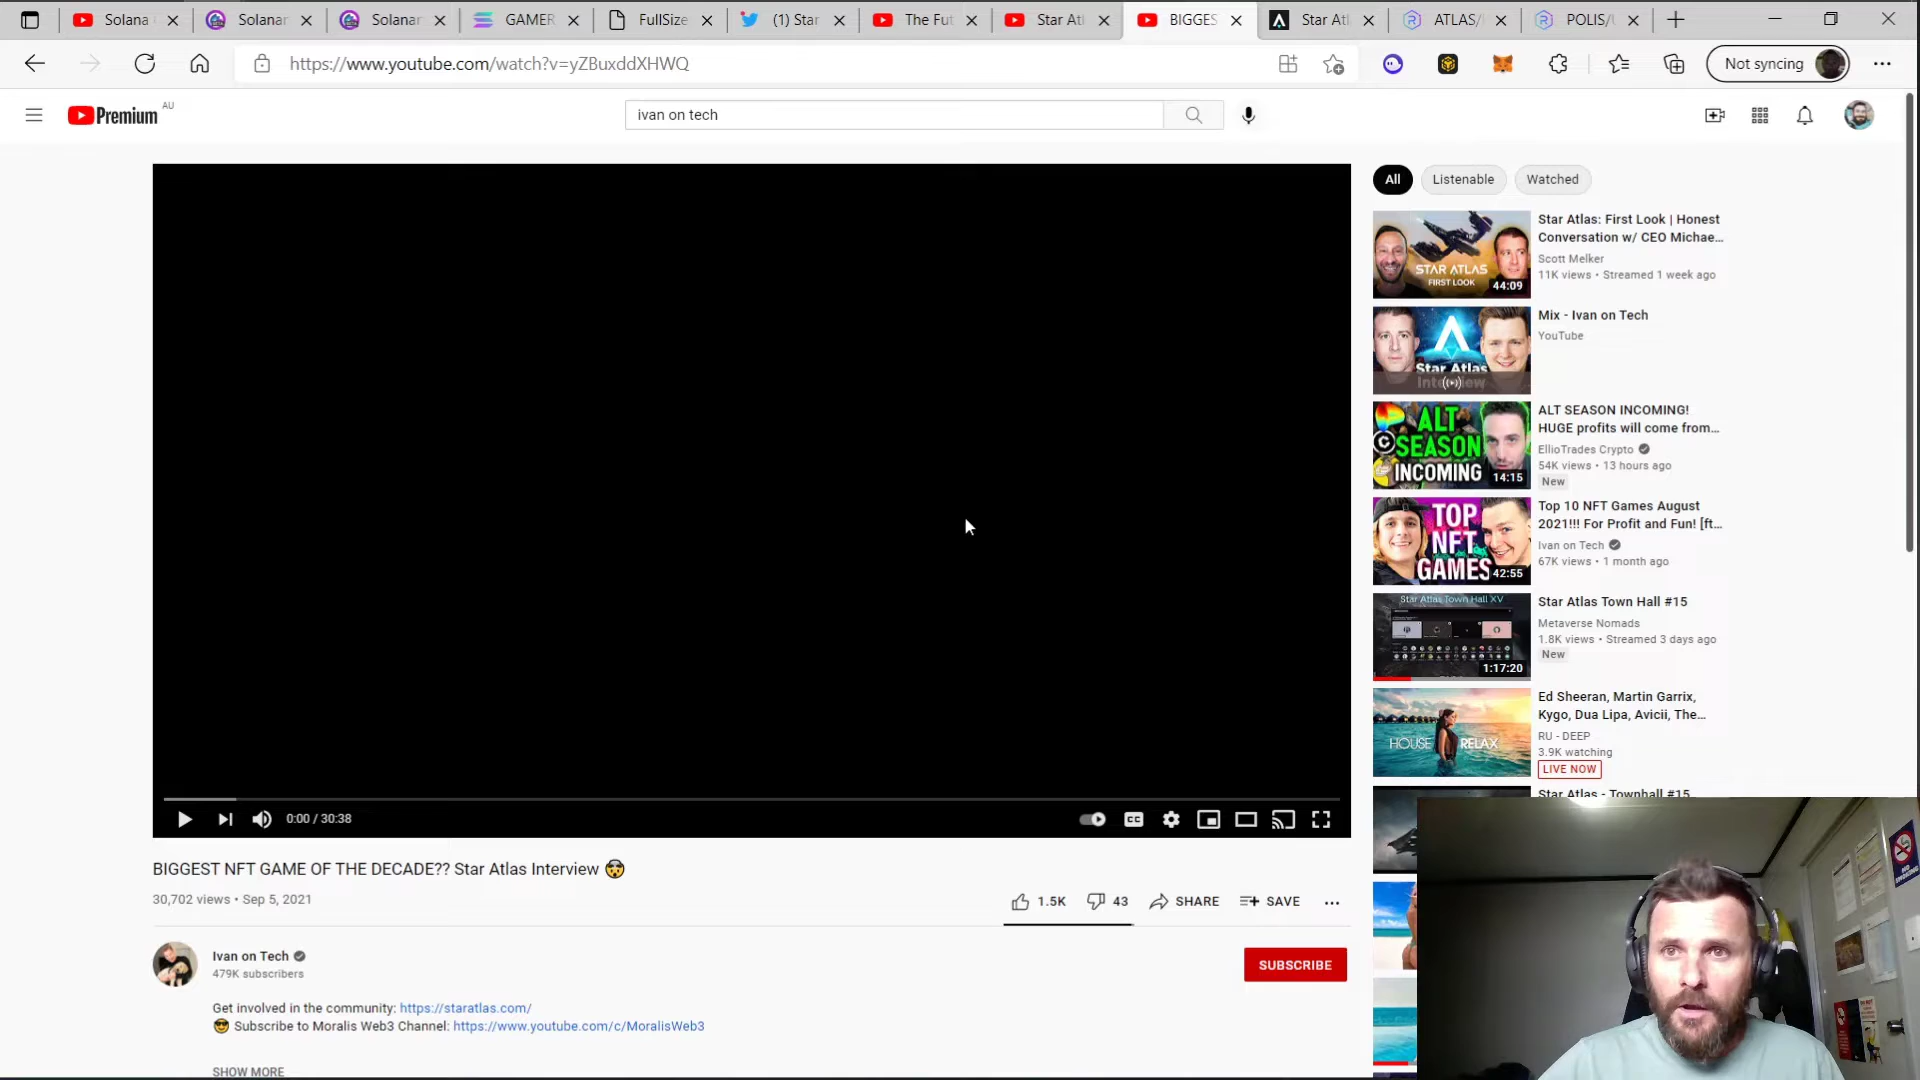 Solana
Solanar
Solanar
GAMER
FullSize
(1) Star
The Fut
Star Atl
BIGGES
Star Atl
ATLAS/
POLIS/
https://www.youtube.com/watch?v=yZBuxddXHWQ
Not syncing
Premium
AU
ivan on tech
All
Listenable
Watched
STAR ATLAS
FIRST LOOK
44:09
Star Atlas: First Look | Honest
Conversation w/ CEO Michae...
Scott Melker
11K views • Streamed 1 week ago
Star Atlas
Interview
Mix - Ivan on Tech
YouTube
ALT
SEASON
INCOMING
14:15
ALT SEASON INCOMING!
HUGE profits will come from...
EllioTrades Crypto
54K views • 13 hours ago
New
TOP
NFT
GAMES
42:55
Top 10 NFT Games August
2021!!! For Profit and Fun! [ft...
Ivan on Tech
67K views • 1 month ago
Star Atlas Town Hall XV
1:17:20
Star Atlas Town Hall #15
Metaverse Nomads
1.8K views • Streamed 3 days ago
New
HOUSE RELAX
Ed Sheeran, Martin Garrix,
Kygo, Dua Lipa, Avicii, The...
RU - DEEP
3.9K watching
LIVE NOW
Star Atlas - Townhall #15
0:00 / 30:38
CC
BIGGEST NFT GAME OF THE DECADE?? Star Atlas Interview 🤯
30,702 views • Sep 5, 2021
1.5K
43
SHARE
SAVE
Ivan on Tech
479K subscribers
SUBSCRIBE
Get involved in the community: https://staratlas.com/
😎 Subscribe to Moralis Web3 Channel: https://www.youtube.com/c/MoralisWeb3
SHOW MORE